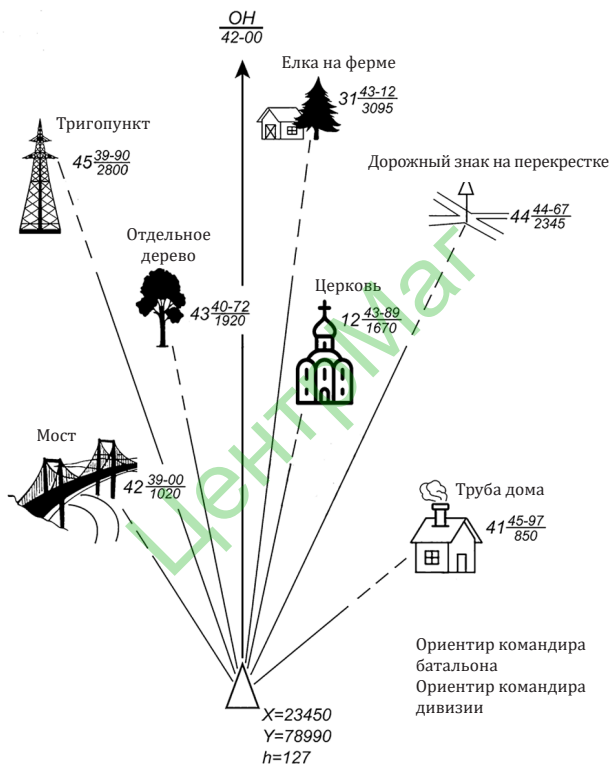 ОН
42-00
Елка на ферме
31 43-12
3095
Тригопункт
45 39-90
2800
Дорожный знак на перекрестке
44 44-67
2345
Отдельное
дерево
43 40-72
1920
Церковь
12 43-89
1670
Мост
42 39-00
1020
Труба дома
41 45-97
850
Ориентир командира
батальона
Ориентир командира
дивизии
X=23450
Y=78990
h=127
ЦентрМаг